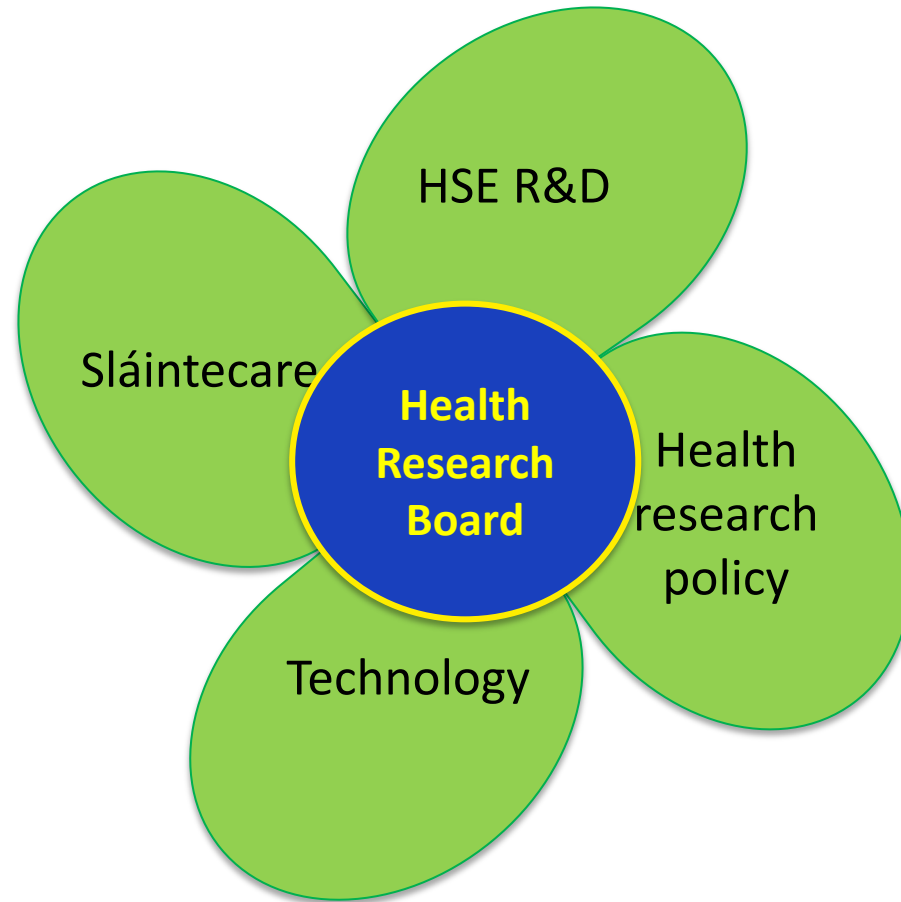 HSE R&D
Sláintecare
Health
Research
Board
Health
research
policy
Technology